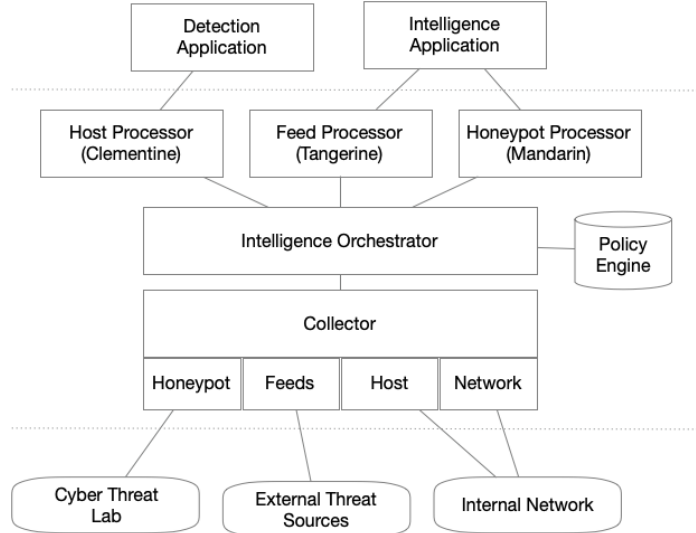 Detection
Application
Intelligence
Application
Host Processor
(Clementine)
Feed Processor
(Tangerine)
Honeypot Processor
(Mandarin)
Intelligence Orchestrator
Policy
Engine
Collector
Honeypot
Feeds
Host
Network
Cyber Threat
Lab
External Threat
Sources
Internal Network